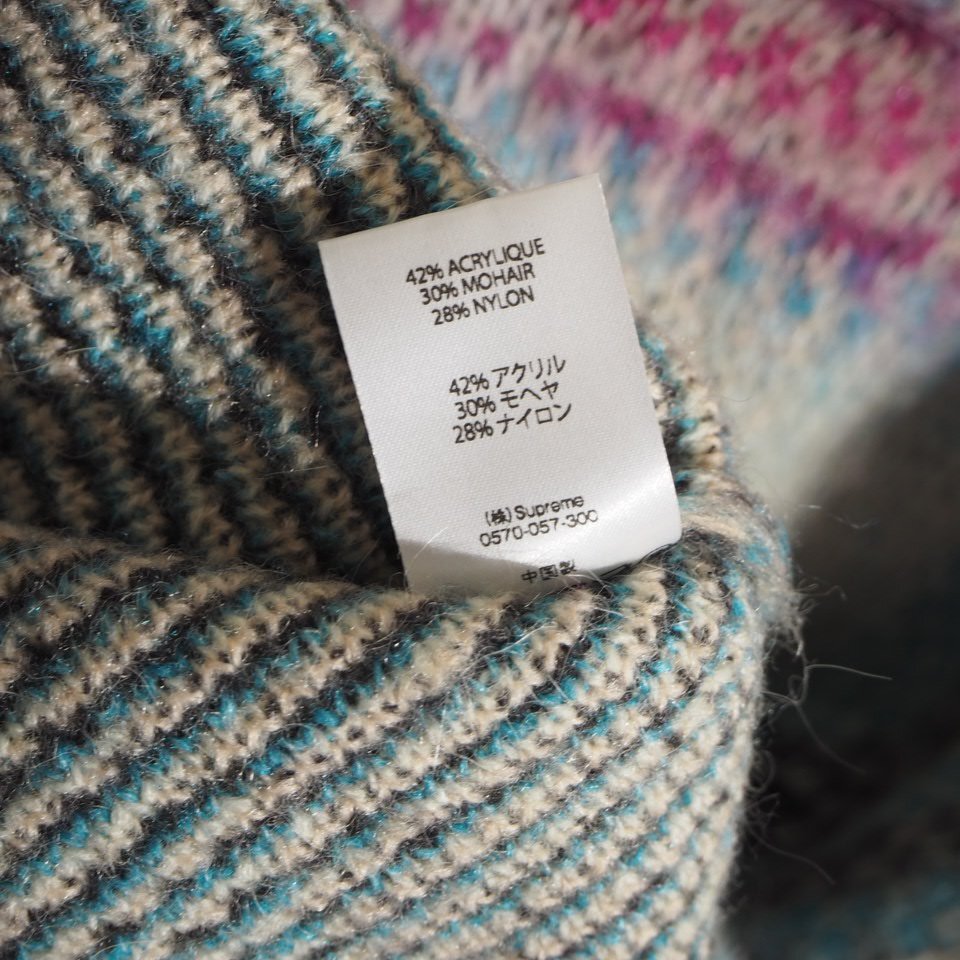 42% ACRYLIQUE
30% MOHAIR
28% NYLON
42% アクリル
30% モヘヤ
28% ナイロン
(株) Supreme
0570-057-300
中国製